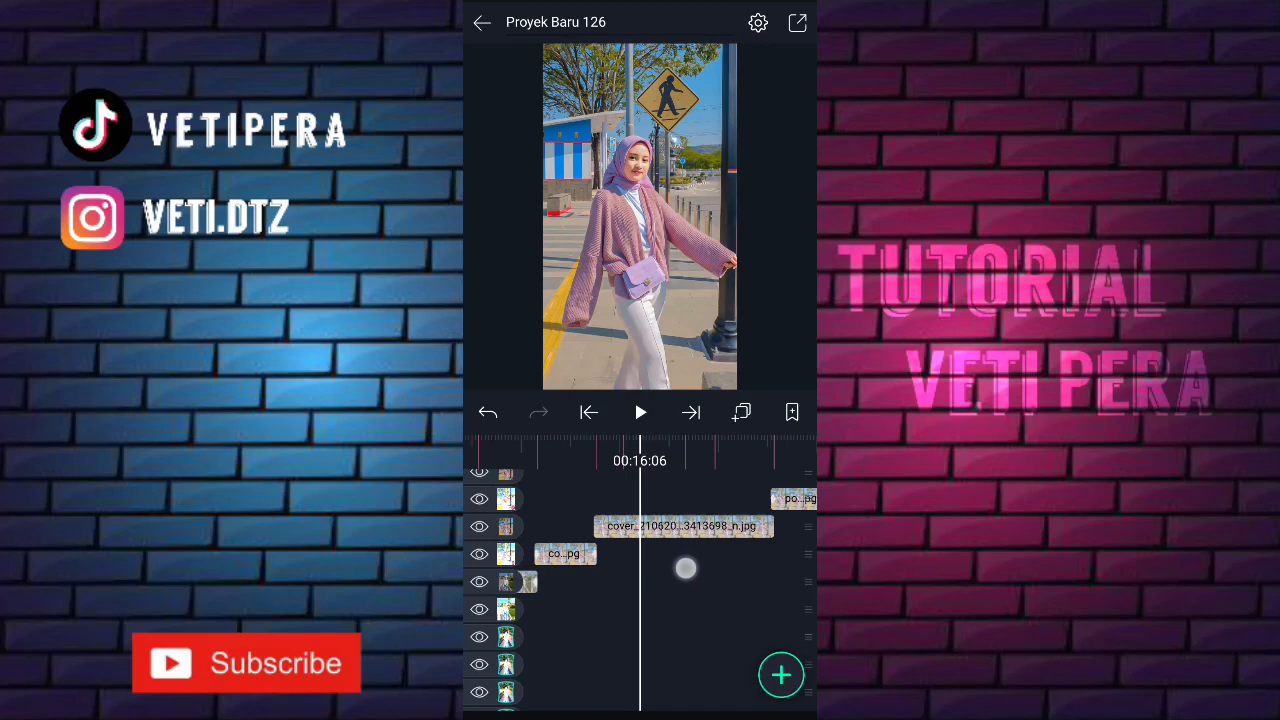 Proyek Baru 126
VETIPERA
VETI.DTZ
TUTORIAL
VETI PERA
00:16:06
po...jpg
cover_210620...3413698_n.jpg
co...pg
Subscribe